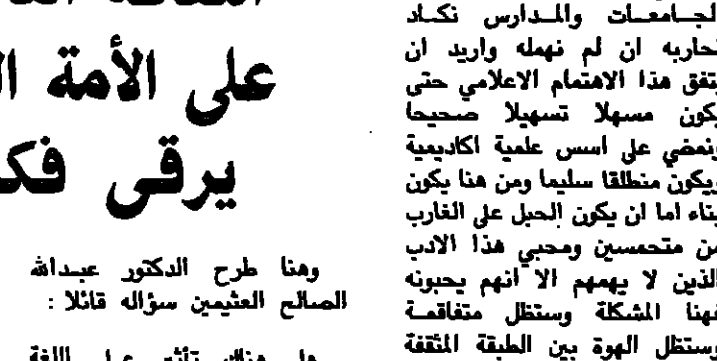 الجامعات والمدارس نكاد
نحاربه ان لم نهمله واريد ان
يتفق هذا الاهتمام الاعلامي حتى
يكون مسهلا تسهيلا صحيحا
ونمضي على اسس علمية اكاديمية
ويكون منطلقا سليما ومن هنا يكون
بناء اما ان يكون الحبل على الغارب
من متحمسين ومحبي هذا الادب
الذين لا يهمهم الا انهم يحبونه
فهنا المشكلة وستظل متفاقمة
وستظل الهوة بين الطبقة المثقفة
على الأمة
يرقى
وهنا طرح الدكتور عبدالله
الصالح العثيمين سؤاله قائلا :
هل هناك تأثير على اللغة